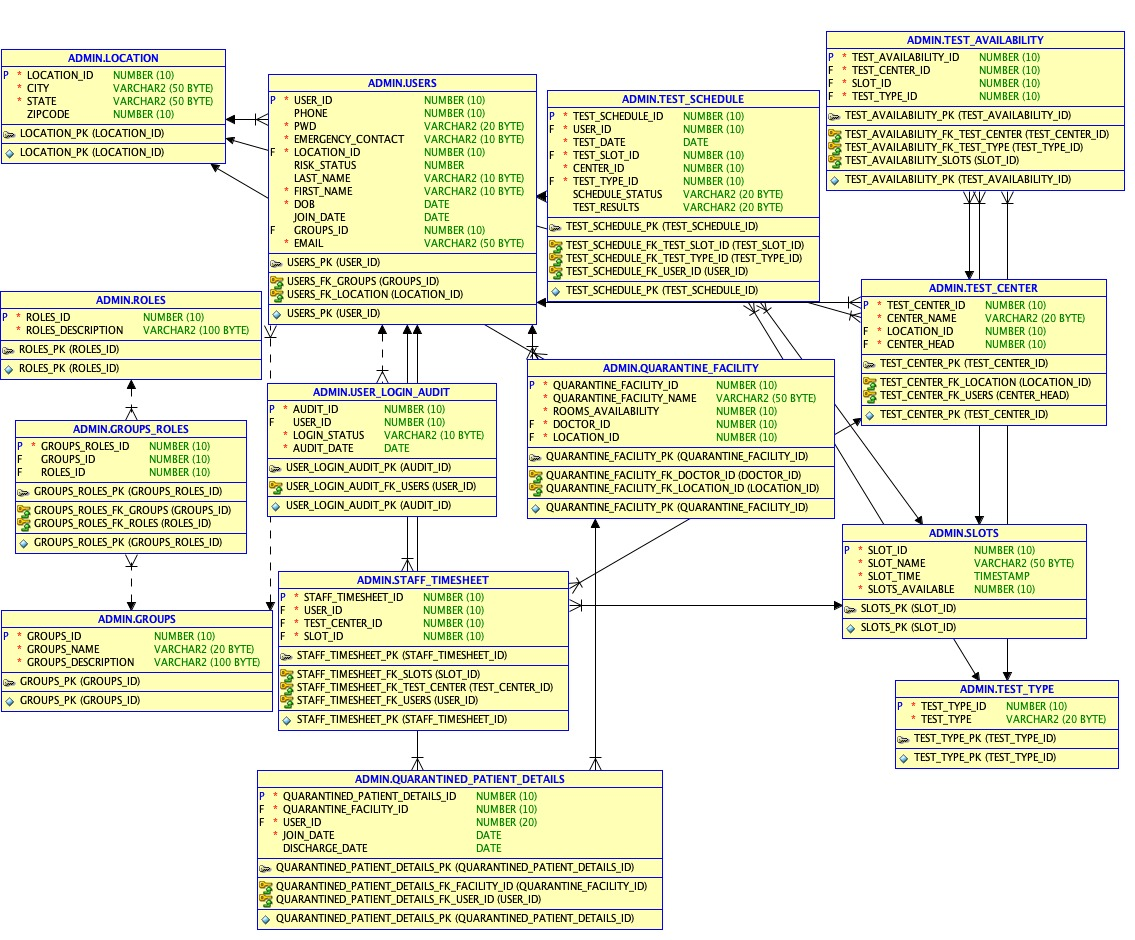 ADMIN.LOCATION
P * LOCATION_ID NUMBER (10)
* CITY VARCHAR2 (50 BYTE)
* STATE VARCHAR2 (50 BYTE)
ZIPCODE NUMBER (10)
LOCATION_PK (LOCATION_ID)
LOCATION_PK (LOCATION_ID)
ADMIN.USERS
P * USER_ID NUMBER (10)
PHONE NUMBER (10)
* PWD VARCHAR2 (20 BYTE)
* EMERGENCY_CONTACT VARCHAR2 (10 BYTE)
F * LOCATION_ID NUMBER (10)
RISK_STATUS NUMBER
LAST_NAME VARCHAR2 (10 BYTE)
* FIRST_NAME VARCHAR2 (10 BYTE)
* DOB DATE
JOIN_DATE DATE
F GROUPS_ID NUMBER (10)
* EMAIL VARCHAR2 (50 BYTE)
USERS_PK (USER_ID)
USERS_FK_GROUPS (GROUPS_ID)
USERS_FK_LOCATION (LOCATION_ID)
USERS_PK (USER_ID)
ADMIN.TEST_SCHEDULE
P * TEST_SCHEDULE_ID NUMBER (10)
F * USER_ID NUMBER (10)
* TEST_DATE DATE
F * TEST_SLOT_ID NUMBER (10)
* CENTER_ID NUMBER (10)
F * TEST_TYPE_ID NUMBER (10)
SCHEDULE_STATUS VARCHAR2 (20 BYTE)
TEST_RESULTS VARCHAR2 (20 BYTE)
TEST_SCHEDULE_PK (TEST_SCHEDULE_ID)
TEST_SCHEDULE_FK_TEST_SLOT_ID (TEST_SLOT_ID)
TEST_SCHEDULE_FK_TEST_TYPE_ID (TEST_TYPE_ID)
TEST_SCHEDULE_FK_USER_ID (USER_ID)
TEST_SCHEDULE_PK (TEST_SCHEDULE_ID)
ADMIN.TEST_AVAILABILITY
P * TEST_AVAILABILITY_ID NUMBER (10)
F * TEST_CENTER_ID NUMBER (10)
F * SLOT_ID NUMBER (10)
F * TEST_TYPE_ID NUMBER (10)
TEST_AVAILABILITY_PK (TEST_AVAILABILITY_ID)
TEST_AVAILABILITY_FK_TEST_CENTER (TEST_CENTER_ID)
TEST_AVAILABILITY_FK_TEST_TYPE (TEST_TYPE_ID)
TEST_AVAILABILITY_SLOTS (SLOT_ID)
TEST_AVAILABILITY_PK (TEST_AVAILABILITY_ID)
ADMIN.ROLES
P * ROLES_ID NUMBER (10)
* ROLES_DESCRIPTION VARCHAR2 (100 BYTE)
ROLES_PK (ROLES_ID)
ROLES_PK (ROLES_ID)
ADMIN.TEST_CENTER
P * TEST_CENTER_ID NUMBER (10)
* CENTER_NAME VARCHAR2 (20 BYTE)
F * LOCATION_ID NUMBER (10)
F * CENTER_HEAD NUMBER (10)
TEST_CENTER_PK (TEST_CENTER_ID)
TEST_CENTER_FK_LOCATION (LOCATION_ID)
TEST_CENTER_FK_USERS (CENTER_HEAD)
TEST_CENTER_PK (TEST_CENTER_ID)
ADMIN.USER_LOGIN_AUDIT
P * AUDIT_ID NUMBER (10)
F USER_ID NUMBER (10)
* LOGIN_STATUS VARCHAR2 (10 BYTE)
* AUDIT_DATE DATE
USER_LOGIN_AUDIT_PK (AUDIT_ID)
USER_LOGIN_AUDIT_FK_USERS (USER_ID)
USER_LOGIN_AUDIT_PK (AUDIT_ID)
ADMIN.QUARANTINE_FACILITY
P * QUARANTINE_FACILITY_ID NUMBER (10)
* QUARANTINE_FACILITY_NAME VARCHAR2 (50 BYTE)
* ROOMS_AVAILABILITY NUMBER (10)
F * DOCTOR_ID NUMBER (10)
F * LOCATION_ID NUMBER (10)
QUARANTINE_FACILITY_PK (QUARANTINE_FACILITY_ID)
QUARANTINE_FACILITY_FK_DOCTOR_ID (DOCTOR_ID)
QUARANTINE_FACILITY_FK_LOCATION_ID (LOCATION_ID)
QUARANTINE_FACILITY_PK (QUARANTINE_FACILITY_ID)
ADMIN.GROUPS_ROLES
P * GROUPS_ROLES_ID NUMBER (10)
F GROUPS_ID NUMBER (10)
F ROLES_ID NUMBER (10)
GROUPS_ROLES_PK (GROUPS_ROLES_ID)
GROUPS_ROLES_FK_GROUPS (GROUPS_ID)
GROUPS_ROLES_FK_ROLES (ROLES_ID)
GROUPS_ROLES_PK (GROUPS_ROLES_ID)
ADMIN.SLOTS
P * SLOT_ID NUMBER (10)
* SLOT_NAME VARCHAR2 (50 BYTE)
* SLOT_TIME TIMESTAMP
* SLOTS_AVAILABLE NUMBER (10)
SLOTS_PK (SLOT_ID)
SLOTS_PK (SLOT_ID)
ADMIN.STAFF_TIMESHEET
P * STAFF_TIMESHEET_ID NUMBER (10)
F * USER_ID NUMBER (10)
F * TEST_CENTER_ID NUMBER (10)
F * SLOT_ID NUMBER (10)
STAFF_TIMESHEET_PK (STAFF_TIMESHEET_ID)
STAFF_TIMESHEET_FK_SLOTS (SLOT_ID)
STAFF_TIMESHEET_FK_TEST_CENTER (TEST_CENTER_ID)
STAFF_TIMESHEET_FK_USERS (USER_ID)
STAFF_TIMESHEET_PK (STAFF_TIMESHEET_ID)
ADMIN.GROUPS
P * GROUPS_ID NUMBER (10)
* GROUPS_NAME VARCHAR2 (20 BYTE)
* GROUPS_DESCRIPTION VARCHAR2 (100 BYTE)
GROUPS_PK (GROUPS_ID)
GROUPS_PK (GROUPS_ID)
ADMIN.TEST_TYPE
P * TEST_TYPE_ID NUMBER (10)
* TEST_TYPE VARCHAR2 (20 BYTE)
TEST_TYPE_PK (TEST_TYPE_ID)
TEST_TYPE_PK (TEST_TYPE_ID)
ADMIN.QUARANTINED_PATIENT_DETAILS
P * QUARANTINED_PATIENT_DETAILS_ID NUMBER (10)
F * QUARANTINE_FACILITY_ID NUMBER (10)
F * USER_ID NUMBER (20)
* JOIN_DATE DATE
DISCHARGE_DATE DATE
QUARANTINED_PATIENT_DETAILS_PK (QUARANTINED_PATIENT_DETAILS_ID)
QUARANTINED_PATIENT_DETAILS_FK_FACILITY_ID (QUARANTINE_FACILITY_ID)
QUARANTINED_PATIENT_DETAILS_FK_USER_ID (USER_ID)
QUARANTINED_PATIENT_DETAILS_PK (QUARANTINED_PATIENT_DETAILS_ID)